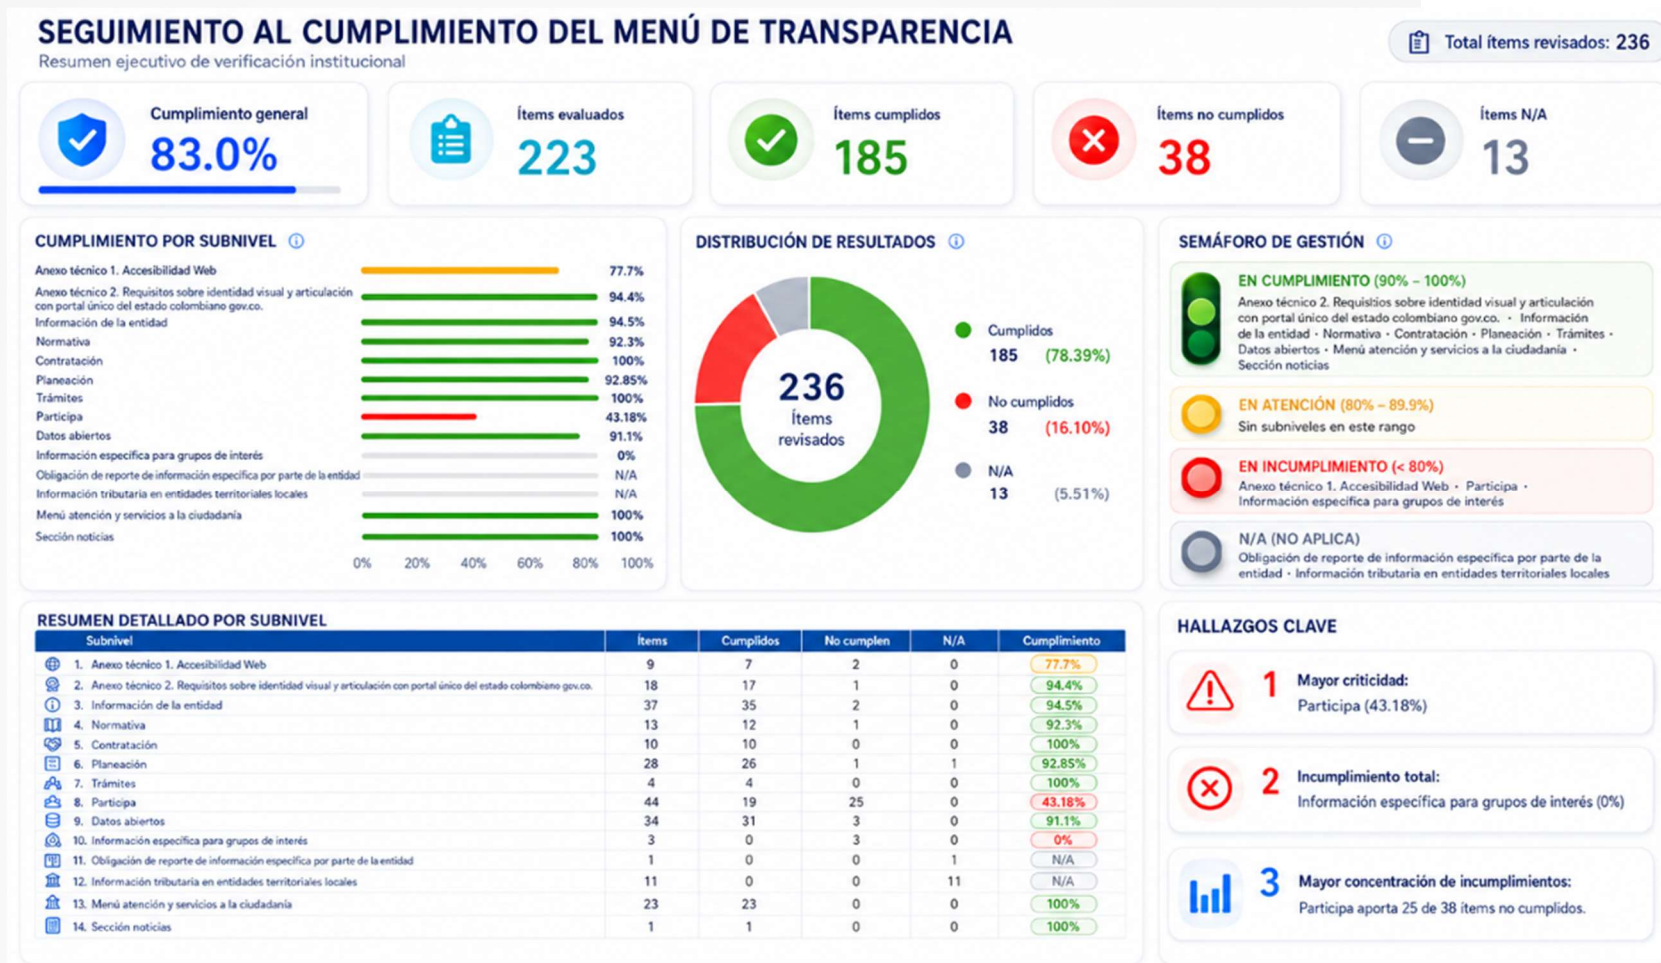 SEGUIMIENTO AL CUMPLIMIENTO DEL MENÚ DE TRANSPARENCIA
Resumen ejecutivo de verificación institucional
Total ítems revisados: 236
Cumplimiento general
83.0%
Ítems evaluados
223
Ítems cumplidos
185
Ítems no cumplidos
38
Ítems N/A
13
CUMPLIMIENTO POR SUBNIVEL
Anexo técnico 1. Accesibilidad Web 77.7%
Anexo técnico 2. Requisitos sobre identidad visual y articulación
con portal único del estado colombiano gov.co. 94.4%
Información de la entidad 94.5%
Normativa 92.3%
Contratación 100%
Planeación 92.85%
Trámites 100%
Participa 43.18%
Datos abiertos 91.1%
Información específica para grupos de interés 0%
Obligación de reporte de información específica por parte de la entidad N/A
Información tributaria en entidades territoriales locales N/A
Menú atención y servicios a la ciudadanía 100%
Sección noticias 100%
0% 20% 40% 60% 80% 100%
DISTRIBUCIÓN DE RESULTADOS
236
Ítems
revisados
Cumplidos
185 (78.39%)
No cumplidos
38 (16.10%)
N/A
13 (5.51%)
SEMÁFORO DE GESTIÓN
EN CUMPLIMIENTO (90% – 100%)
Anexo técnico 2. Requisitios sobre identidad visual y articulación
con portal único del estado colombiano gov.co. • Información
de la entidad • Normativa • Contratación • Planeación • Trámites •
Datos abiertos • Menú atención y servicios a la ciudadanía •
Sección noticias
EN ATENCIÓN (80% – 89.9%)
Sin subniveles en este rango
EN INCUMPLIMIENTO (< 80%)
Anexo técnico 1. Accesibilidad Web • Participa •
Información específica para grupos de interés
N/A (NO APLICA)
Obligación de reporte de información específica por parte de la
entidad • Información tributaria en entidades territoriales locales
RESUMEN DETALLADO POR SUBNIVEL
Subnivel Ítems Cumplidos No cumplen N/A Cumplimiento
1. Anexo técnico 1. Accesibilidad Web 9 7 2 0 77.7%
2. Anexo técnico 2. Requisitos sobre identidad visual y articulación con portal único del estado colombiano gov.co. 18 17 1 0 94.4%
3. Información de la entidad 37 35 2 0 94.5%
4. Normativa 13 12 1 0 92.3%
5. Contratación 10 10 0 0 100%
6. Planeación 28 26 1 1 92.85%
7. Trámites 4 4 0 0 100%
8. Participa 44 19 25 0 43.18%
9. Datos abiertos 34 31 3 0 91.1%
10. Información específica para grupos de interés 3 0 3 0 0%
11. Obligación de reporte de información específica por parte de la entidad 1 0 0 1 N/A
12. Información tributaria en entidades territoriales locales 11 0 0 11 N/A
13. Menú atención y servicios a la ciudadanía 23 23 0 0 100%
14. Sección noticias 1 1 0 0 100%
HALLAZGOS CLAVE
1 Mayor criticidad:
Participa (43.18%)
2 Incumplimiento total:
Información específica para grupos de interés (0%)
3 Mayor concentración de incumplimientos:
Participa aporta 25 de 38 ítems no cumplidos.